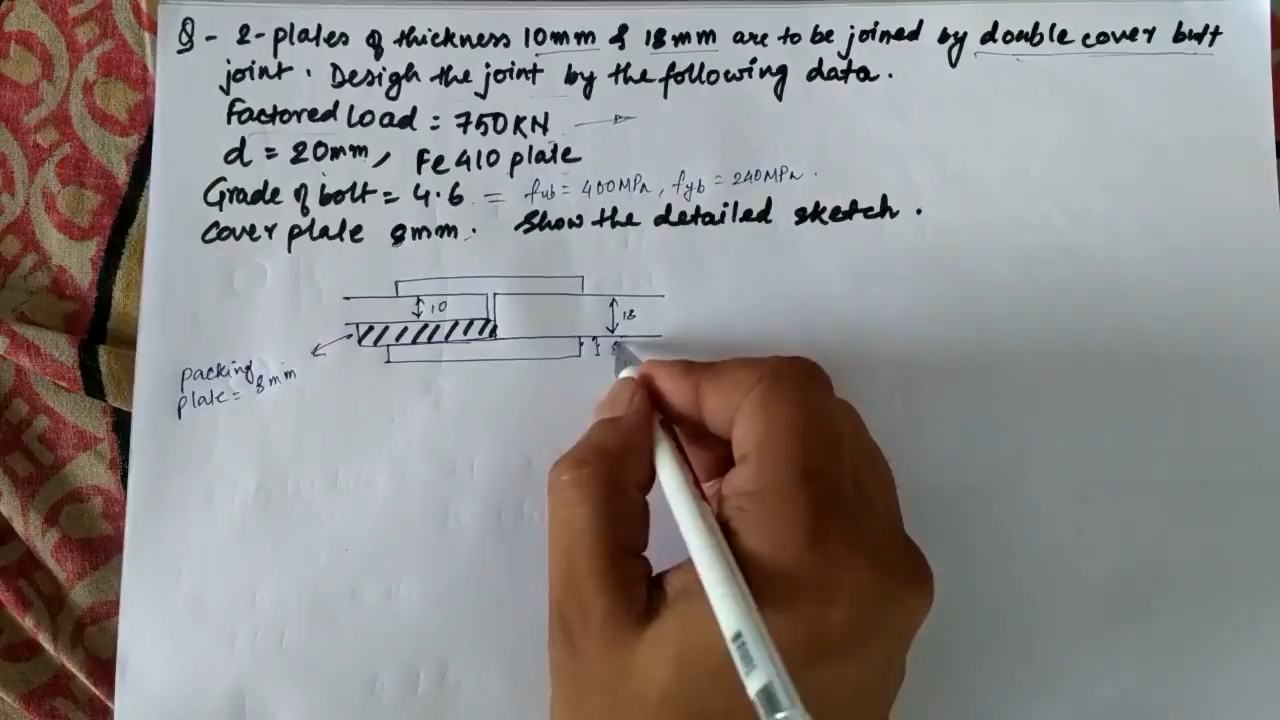 Q - 2-plates of thickness 10mm & 18mm are to be joined by double cover butt
joint. Design the joint by the following data.
Factored Load = 750KN
d = 20mm, Fe410 plate
Grade of bolt = 4.6 = fub = 400MPa, fyb = 240MPa.
cover plate 8mm. Show the detailed sketch.
10
18
8
packing
plate = 8mm